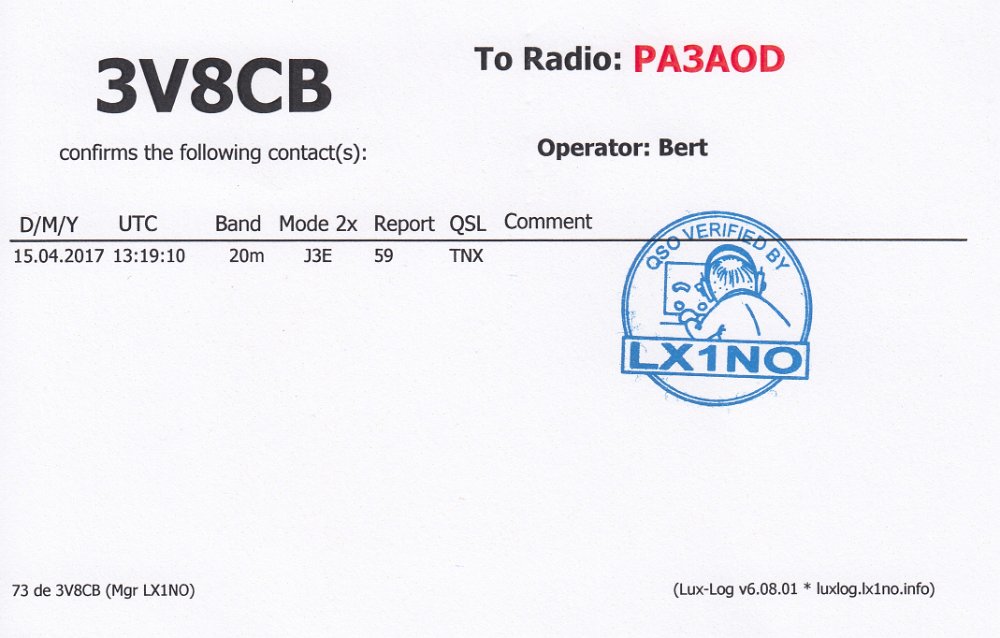 3V8CB
To Radio: PA3AOD
confirms the following contact(s):
Operator: Bert
D/M/Y UTC Band Mode 2x Report QSL Comment
15.04.2017 13:19:10 20m J3E 59 TNX
QSO VERIFIED BY
LX1NO
73 de 3V8CB (Mgr LX1NO)
(Lux-Log v6.08.01 * luxlog.lx1no.info)